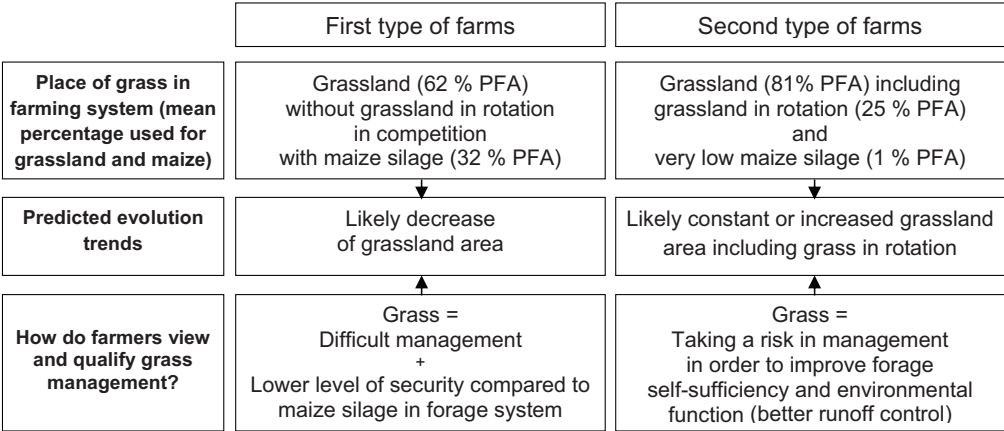 First type of farms
Second type of farms
Place of grass in
farming system (mean
percentage used for
grassland and maize)
Grassland (62 % PFA)
without grassland in rotation
in competition
with maize silage (32 % PFA)
Grassland (81% PFA) including
grassland in rotation (25 % PFA)
and
very low maize silage (1 % PFA)
Predicted evolution
trends
Likely decrease
of grassland area
Likely constant or increased grassland
area including grass in rotation
How do farmers view
and qualify grass
management?
Grass =
Difficult management
+
Lower level of security compared to
maize silage in forage system
Grass =
Taking a risk in management
in order to improve forage
self-sufficiency and environmental
function (better runoff control)